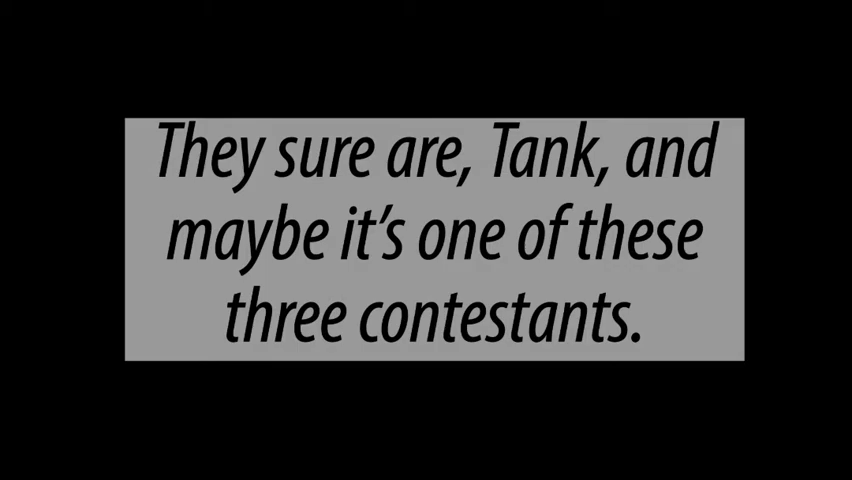 They sure are, Tank, and
maybe it’s one of these
three contestants.